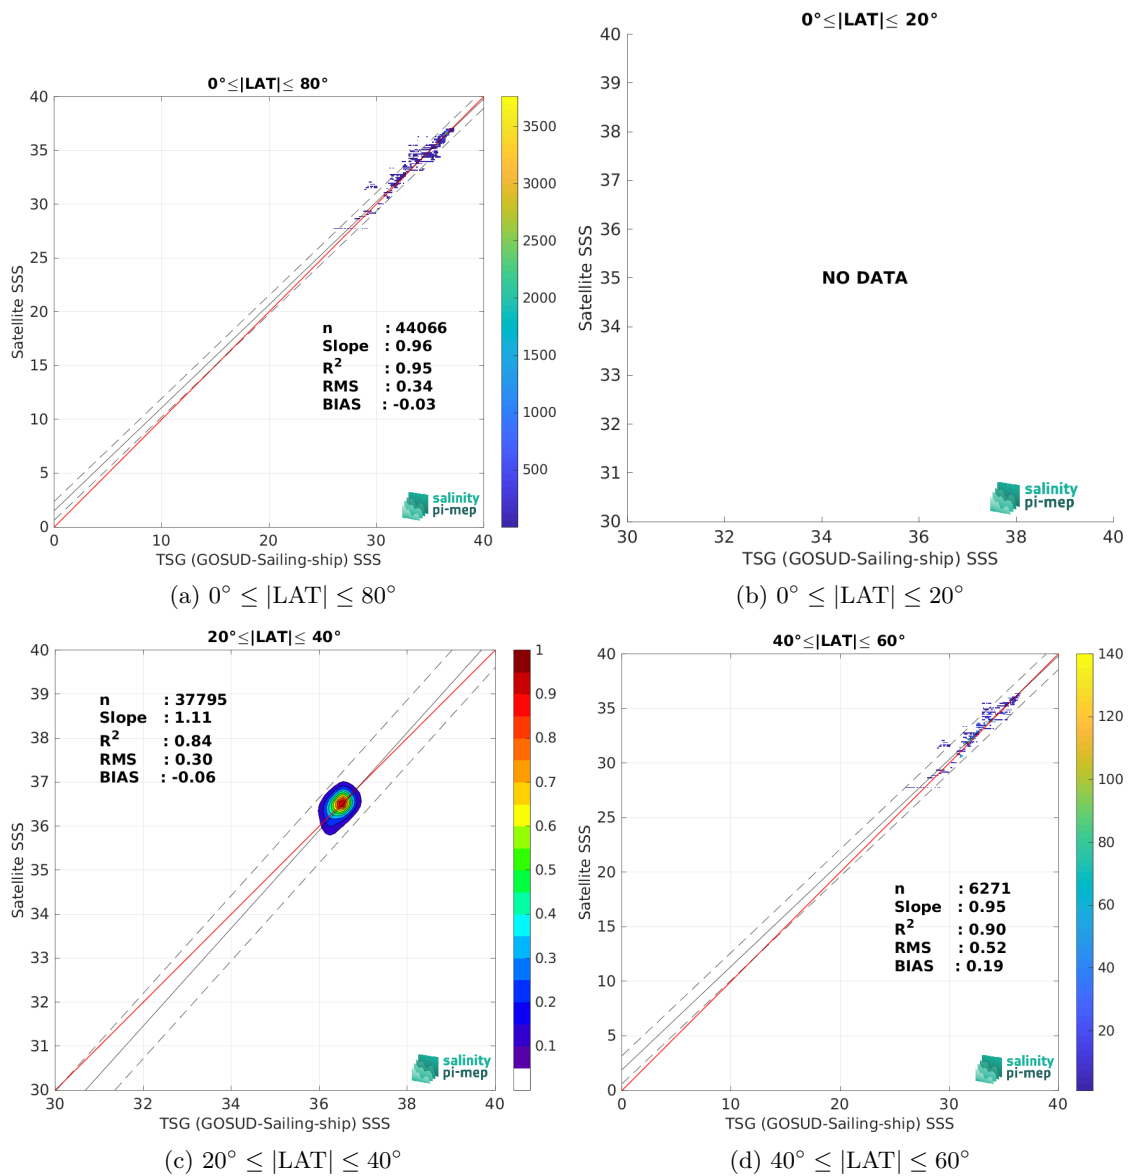 0°≤|LAT|≤ 80°
40
35
30
25
20
15
10
5
0
Satellite SSS
n : 44066
Slope : 0.96
R² : 0.95
RMS : 0.34
BIAS : -0.03
salinity
pi-mep
0 10 20 30 40
TSG (GOSUD-Sailing-ship) SSS
3500
3000
2500
2000
1500
1000
500
(a) 0° ≤ |LAT| ≤ 80°
0°≤|LAT|≤ 20°
40
39
38
37
36
35
34
33
32
31
30
Satellite SSS
NO DATA
salinity
pi-mep
30 32 34 36 38 40
TSG (GOSUD-Sailing-ship) SSS
(b) 0° ≤ |LAT| ≤ 20°
20°≤|LAT|≤ 40°
40
39
38
37
36
35
34
33
32
31
30
Satellite SSS
n : 37795
Slope : 1.11
R² : 0.84
RMS : 0.30
BIAS : -0.06
salinity
pi-mep
30 32 34 36 38 40
TSG (GOSUD-Sailing-ship) SSS
1
0.9
0.8
0.7
0.6
0.5
0.4
0.3
0.2
0.1
(c) 20° ≤ |LAT| ≤ 40°
40°≤|LAT|≤ 60°
40
35
30
25
20
15
10
5
0
Satellite SSS
n : 6271
Slope : 0.95
R² : 0.90
RMS : 0.52
BIAS : 0.19
salinity
pi-mep
0 10 20 30 40
TSG (GOSUD-Sailing-ship) SSS
140
120
100
80
60
40
20
(d) 40° ≤ |LAT| ≤ 60°